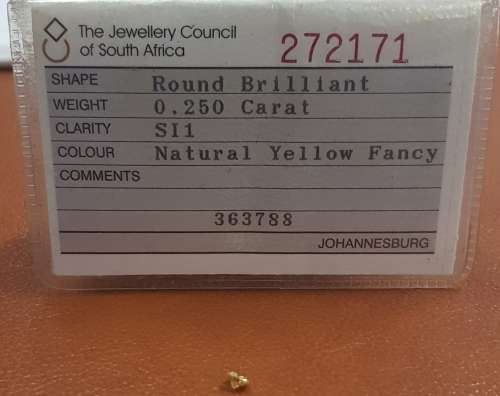 The Jewellery Council
of South Africa
272171
SHAPE Round Brilliant
WEIGHT 0.250 Carat
CLARITY SI1
COLOUR Natural Yellow Fancy
COMMENTS
363788
JOHANNESBURG